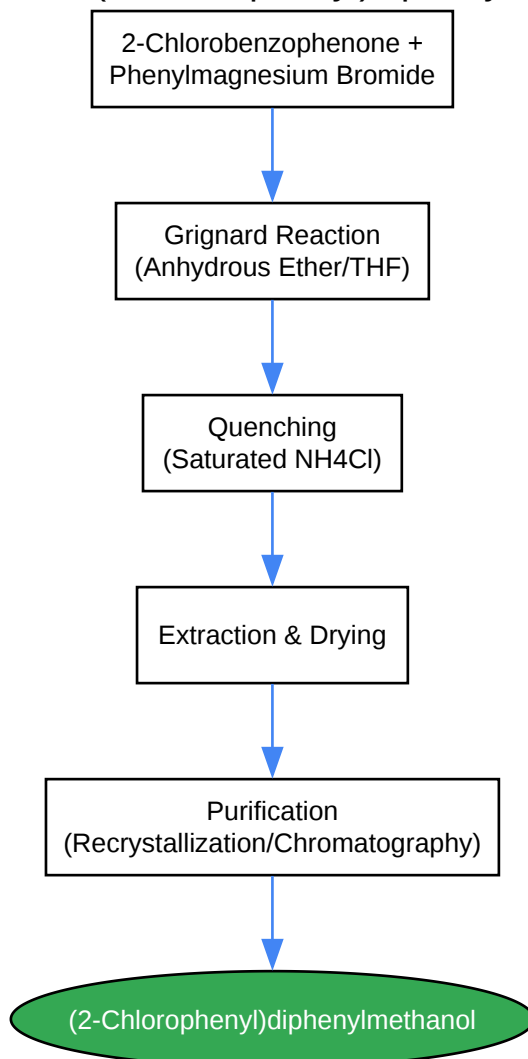 2-Chlorobenzophenone +
Phenylmagnesium Bromide
Grignard Reaction
(Anhydrous Ether/THF)
Quenching
(Saturated NH4Cl)
Extraction & Drying
Purification
(Recrystallization/Chromatography)
(2-Chlorophenyl)diphenylmethanol